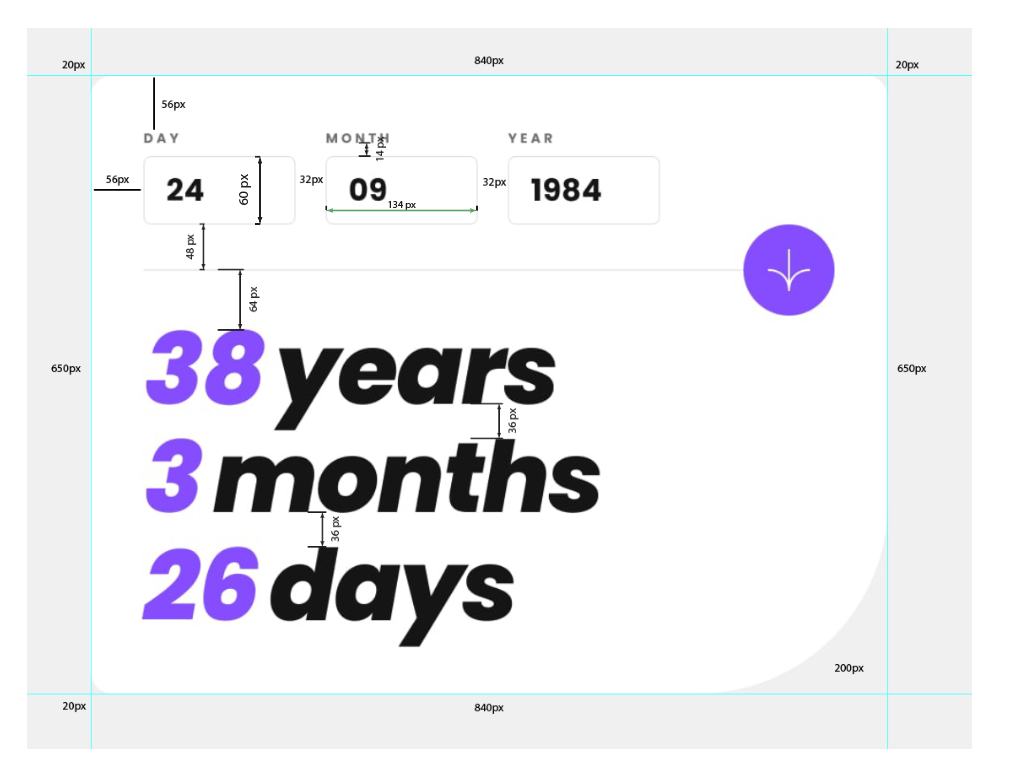 840px
20px 20px
56px
DAY MONTH YEAR
14 px
56px 24 60 px 32px 09 32px 1984
134 px
48 px
64 px
38 years
650px 650px
36 px
3 months
36 px
26 days
200px
20px 840px